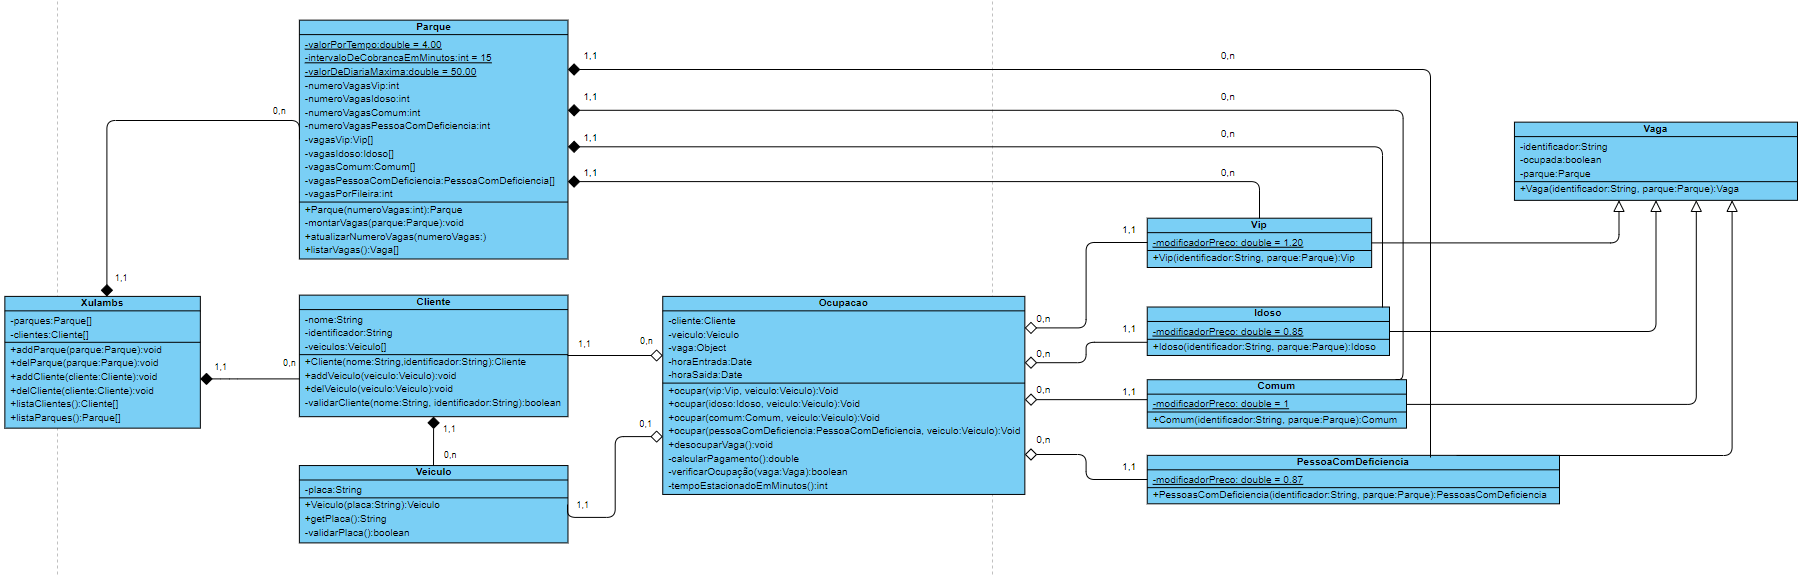 Parque
-valorPorTempo:double = 4.00
-intervaloDeCobrancaEmMinutos:int = 15
-valorDeDiariaMaxima:double = 50.00
-numeroVagasVip:int
-numeroVagasIdoso:int
-numeroVagasComum:int
-numeroVagasPessoaComDeficiencia:int
-vagasVip:Vip[]
-vagasIdoso:Idoso[]
-vagasComum:Comum[]
-vagasPessoaComDeficiencia:PessoaComDeficiencia[]
-vagasPorFileira:int
+Parque(numeroVagas:int):Parque
-montarVagas(parque:Parque):void
+atualizarNumeroVagas(numeroVagas:)
+listarVagas():Vaga[]
1,1
0,n
1,1
0,n
1,1
0,n
1,1
0,n
0,n
1,1
Vaga
-identificador:String
-ocupada:boolean
-parque:Parque
+Vaga(identificador:String, parque:Parque):Vaga
Xulambs
-parques:Parque[]
-clientes:Cliente[]
+addParque(parque:Parque):void
+delParque(parque:Parque):void
+addCliente(cliente:Cliente):void
+delCliente(cliente:Cliente):void
+listaClientes():Cliente[]
+listaParques():Parque[]
1,1
0,n
Cliente
-nome:String
-identificador:String
-veiculos:Veiculo[]
+Cliente(nome:String,identificador:String):Cliente
+addVeiculo(veiculo:Veiculo):void
+delVeiculo(veiculo:Veiculo):void
-validarCliente(nome:String, identificador:String):boolean
1,1
0,n
1,1
0,n
Veiculo
-placa:String
+Veiculo(placa:String):Veiculo
+getPlaca():String
-validarPlaca():boolean
1,1
0,1
Ocupacao
-cliente:Cliente
-veiculo:Veiculo
-vaga:Object
-horaEntrada:Date
-horaSaida:Date
+ocupar(vip:Vip, veiculo:Veiculo):Void
+ocupar(idoso:Idoso, veiculo:Veiculo):Void
+ocupar(comum:Comum, veiculo:Veiculo):Void
+ocupar(pessoaComDeficiencia:PessoaComDeficiencia, veiculo:Veiculo):Void
+desocuparVaga():void
-calcularPagamento():double
-verificarOcupação(vaga:Vaga):boolean
-tempoEstacionadoEmMinutos():int
0,n
1,1
0,n
1,1
0,n
1,1
0,n
1,1
Vip
-modificadorPreco: double = 1.20
+Vip(identificador:String, parque:Parque):Vip
Idoso
-modificadorPreco: double = 0.85
+Idoso(identificador:String, parque:Parque):Idoso
Comum
-modificadorPreco: double = 1
+Comum(identificador:String, parque:Parque):Comum
PessoaComDeficiencia
-modificadorPreco: double = 0.87
+PessoasComDeficiencia(identificador:String, parque:Parque):PessoasComDeficiencia